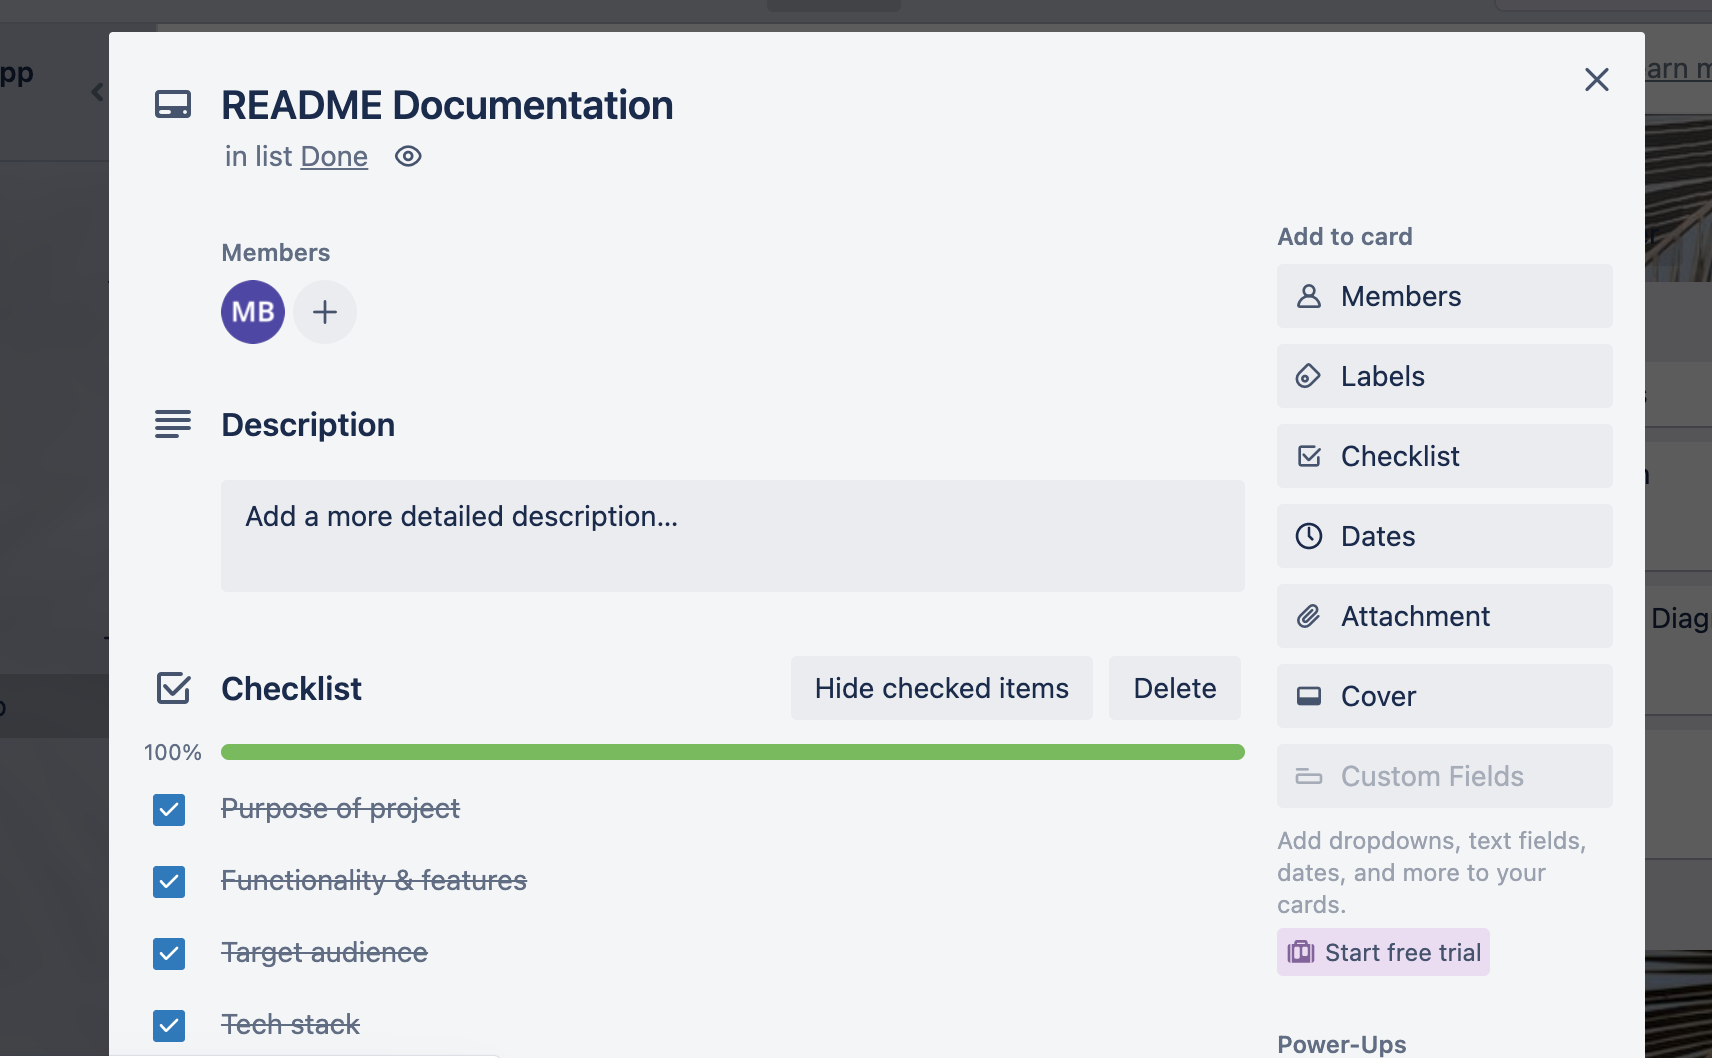 pp
README Documentation
in list Done
Members
MB
Description
Add a more detailed description...
Checklist
Hide checked items
Delete
100%
Purpose of project
Functionality & features
Target audience
Tech stack
Add to card
Members
Labels
Checklist
Dates
Attachment
Cover
Custom Fields
Add dropdowns, text fields,
dates, and more to your
cards.
Start free trial
Power-Ups
arn m
Diag